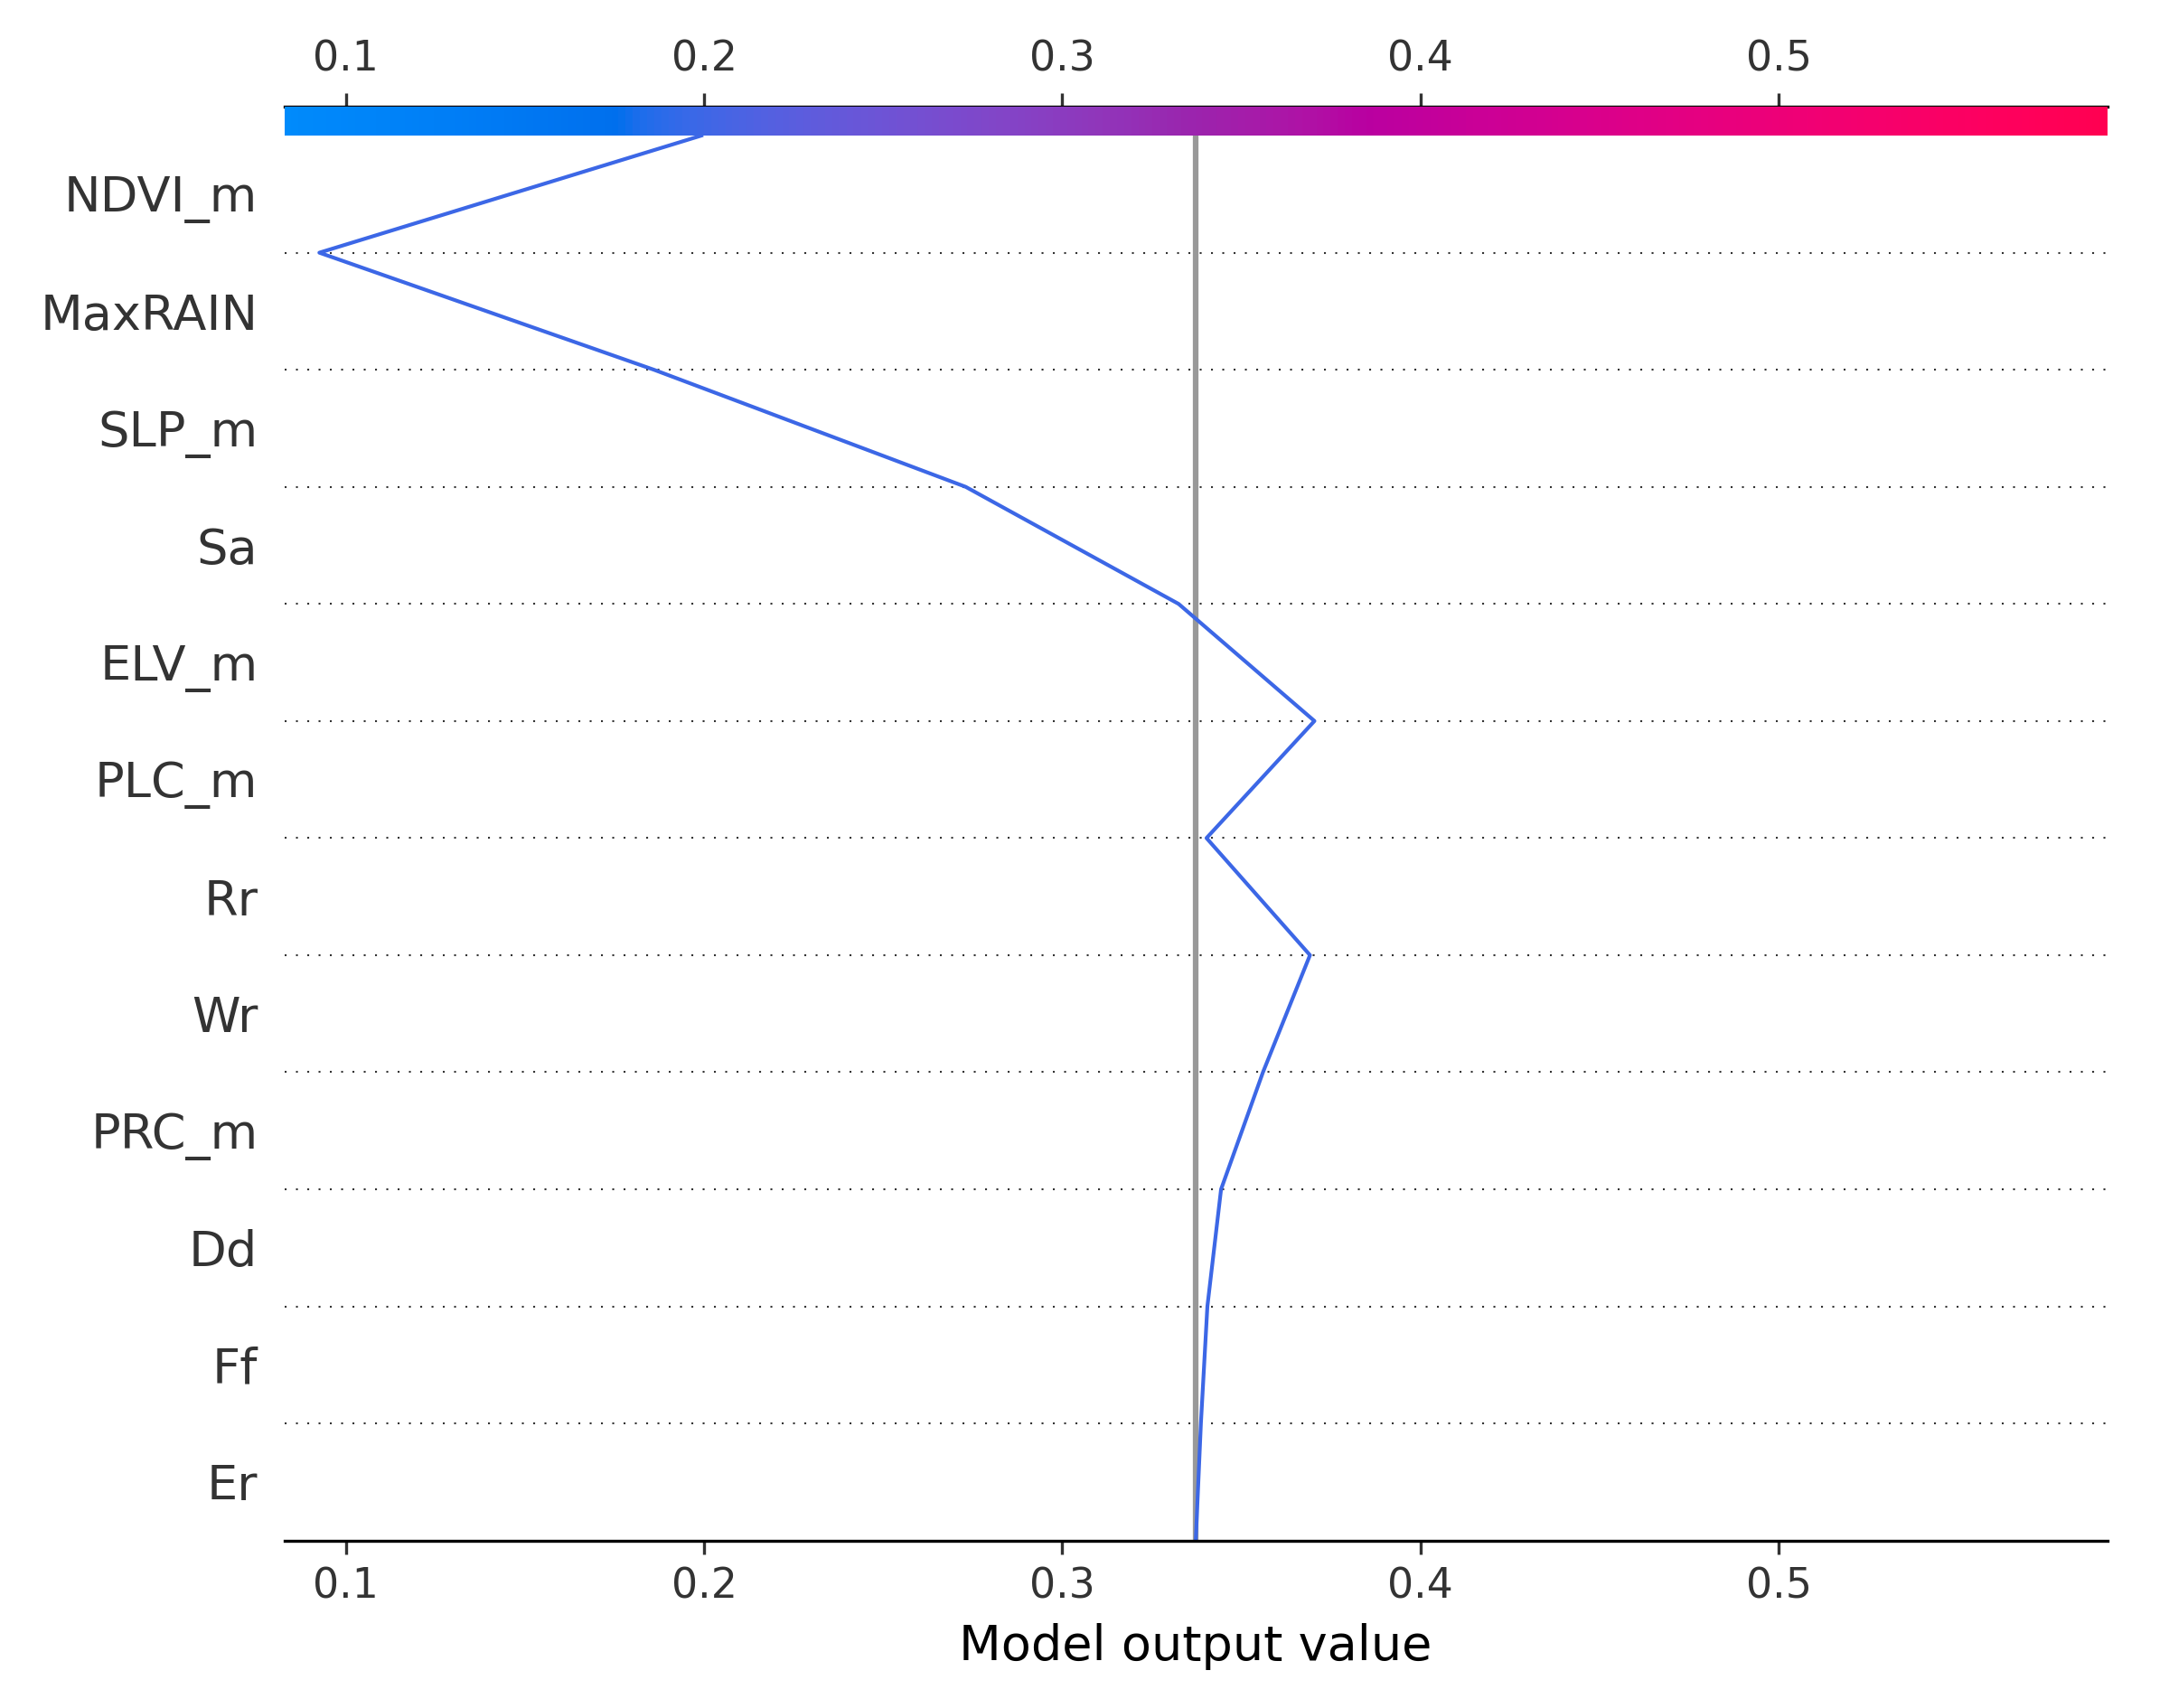 0.1 0.2 0.3 0.4 0.5
NDVI_m
MaxRAIN
SLP_m
Sa
ELV_m
PLC_m
Rr
Wr
PRC_m
Dd
Ff
Er
0.1 0.2 0.3 0.4 0.5
Model output value